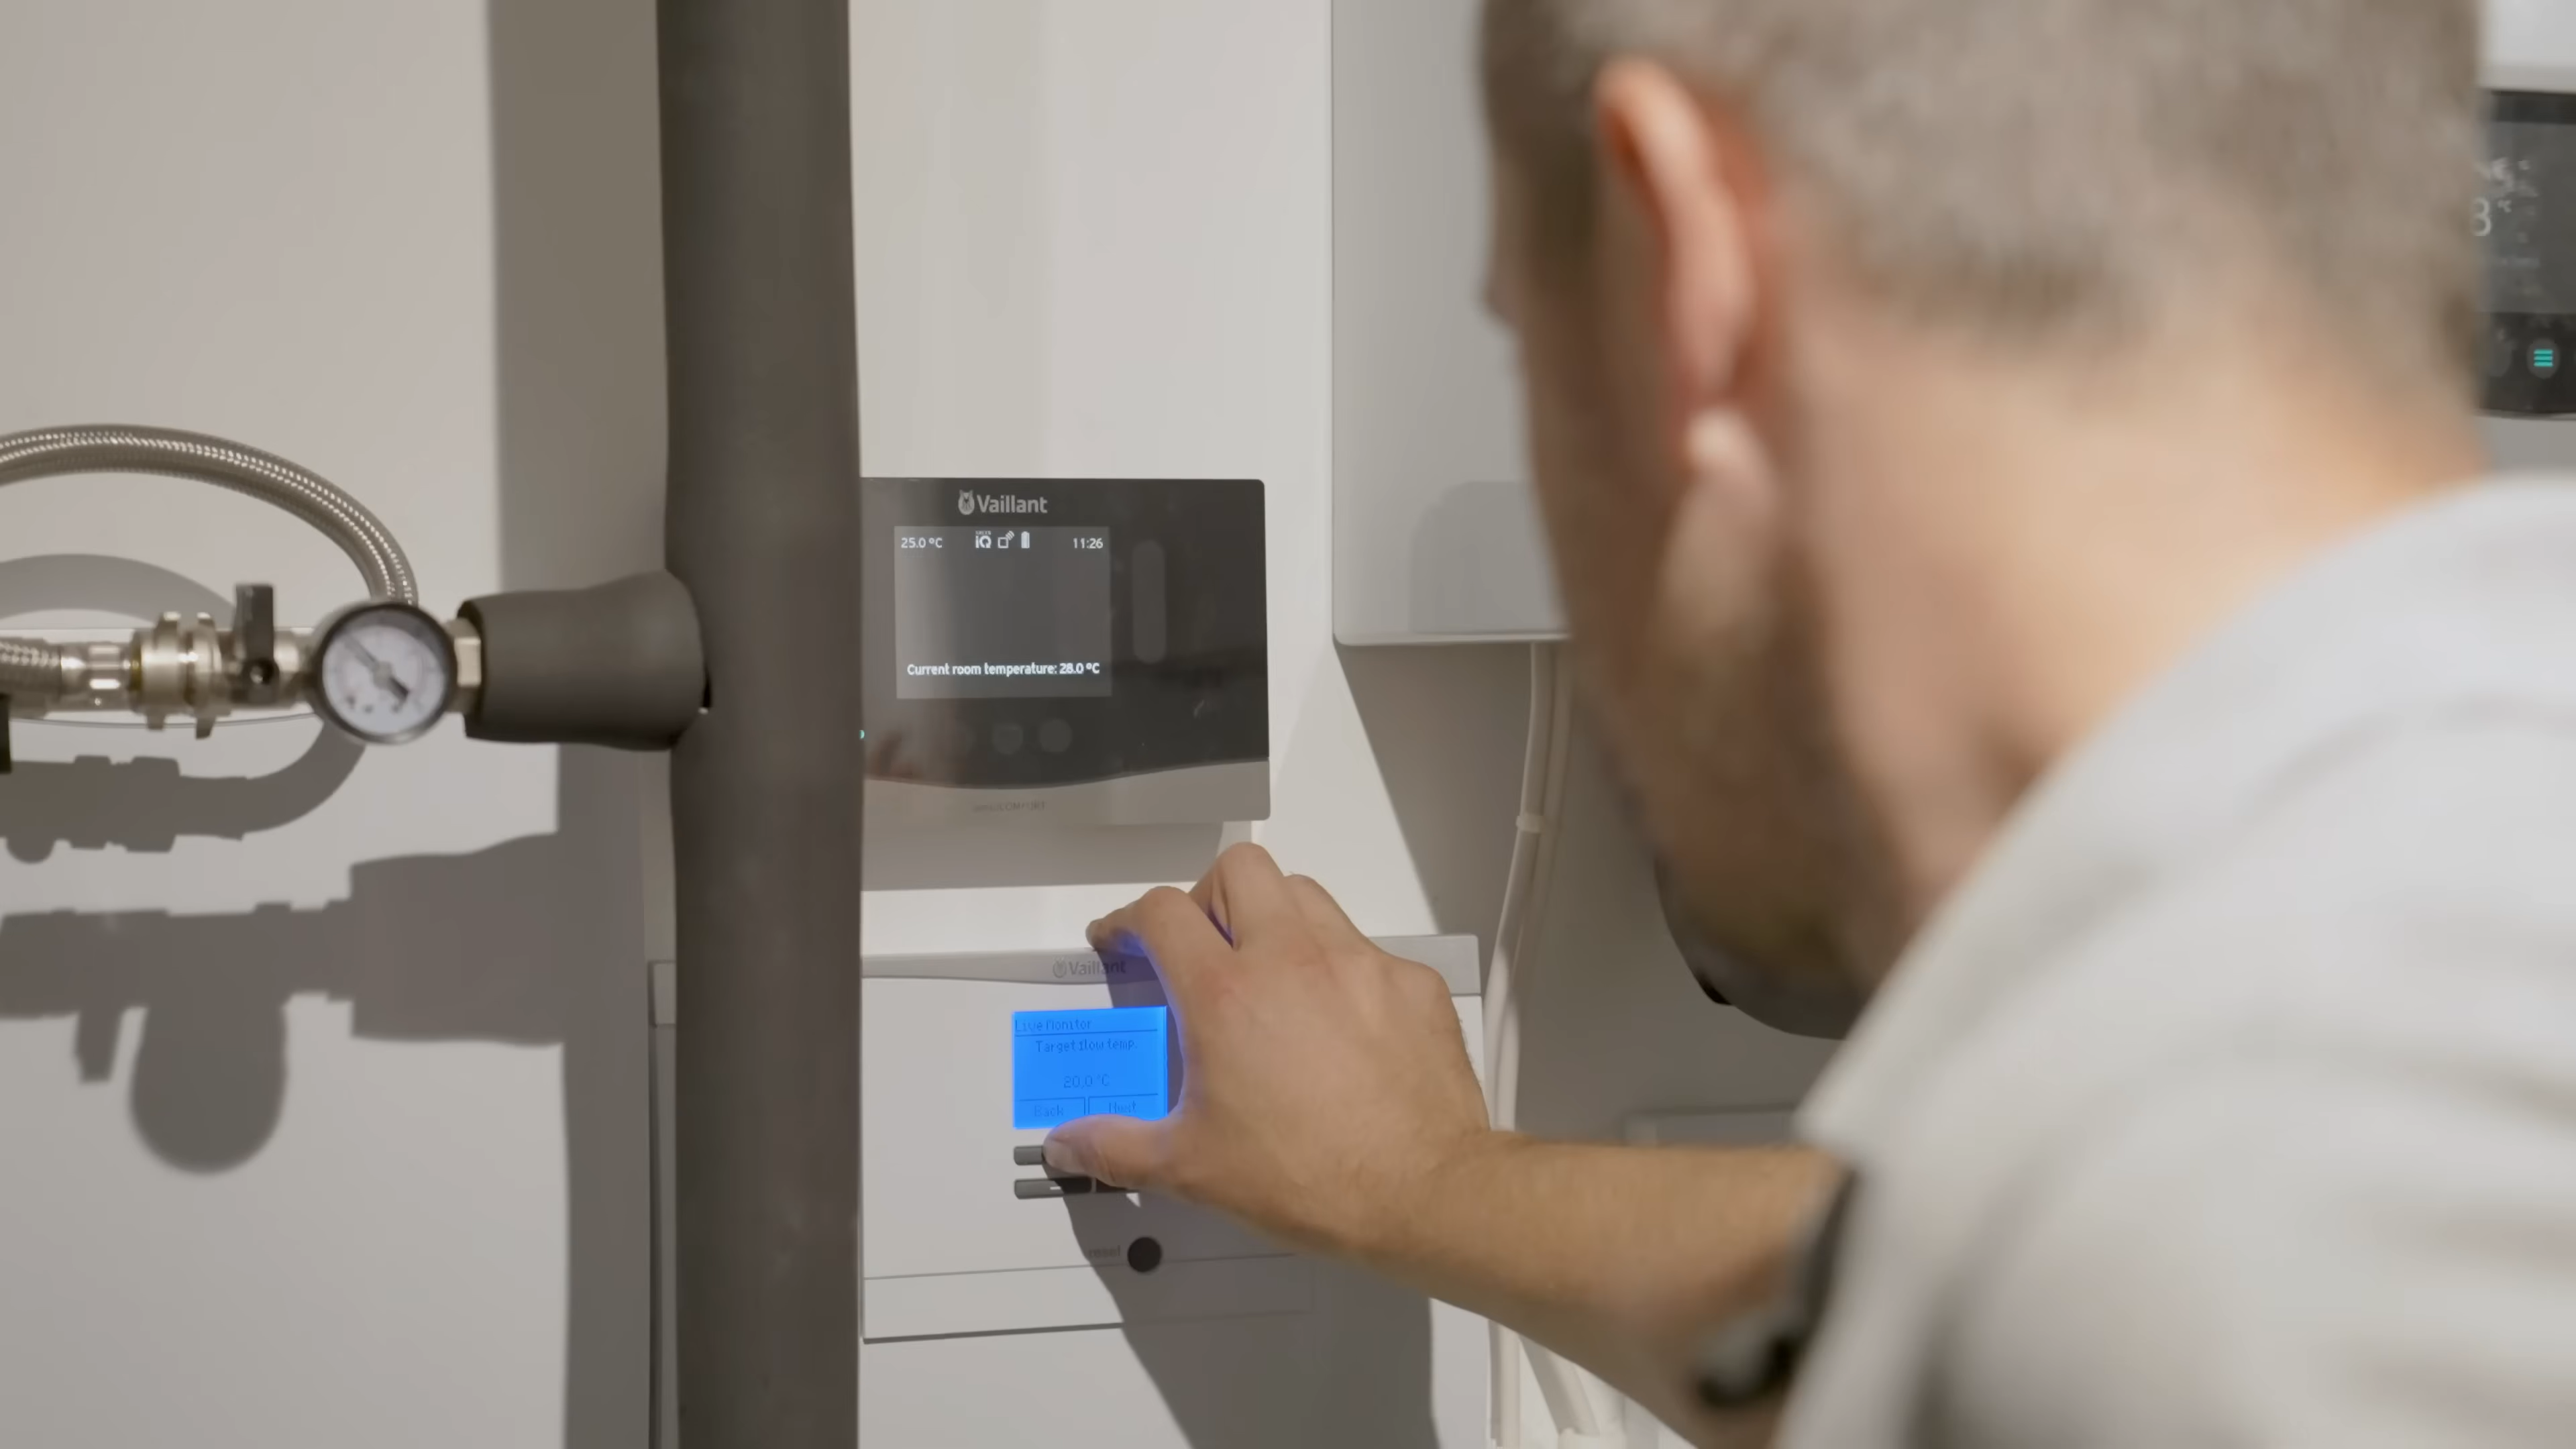 Vaillant
25.0 °C iQ 11:26
Current room temperature: 28.0 °C
Vaillant
Live Monitor
Target flow temp.
20.0 °C
Back Next
reset